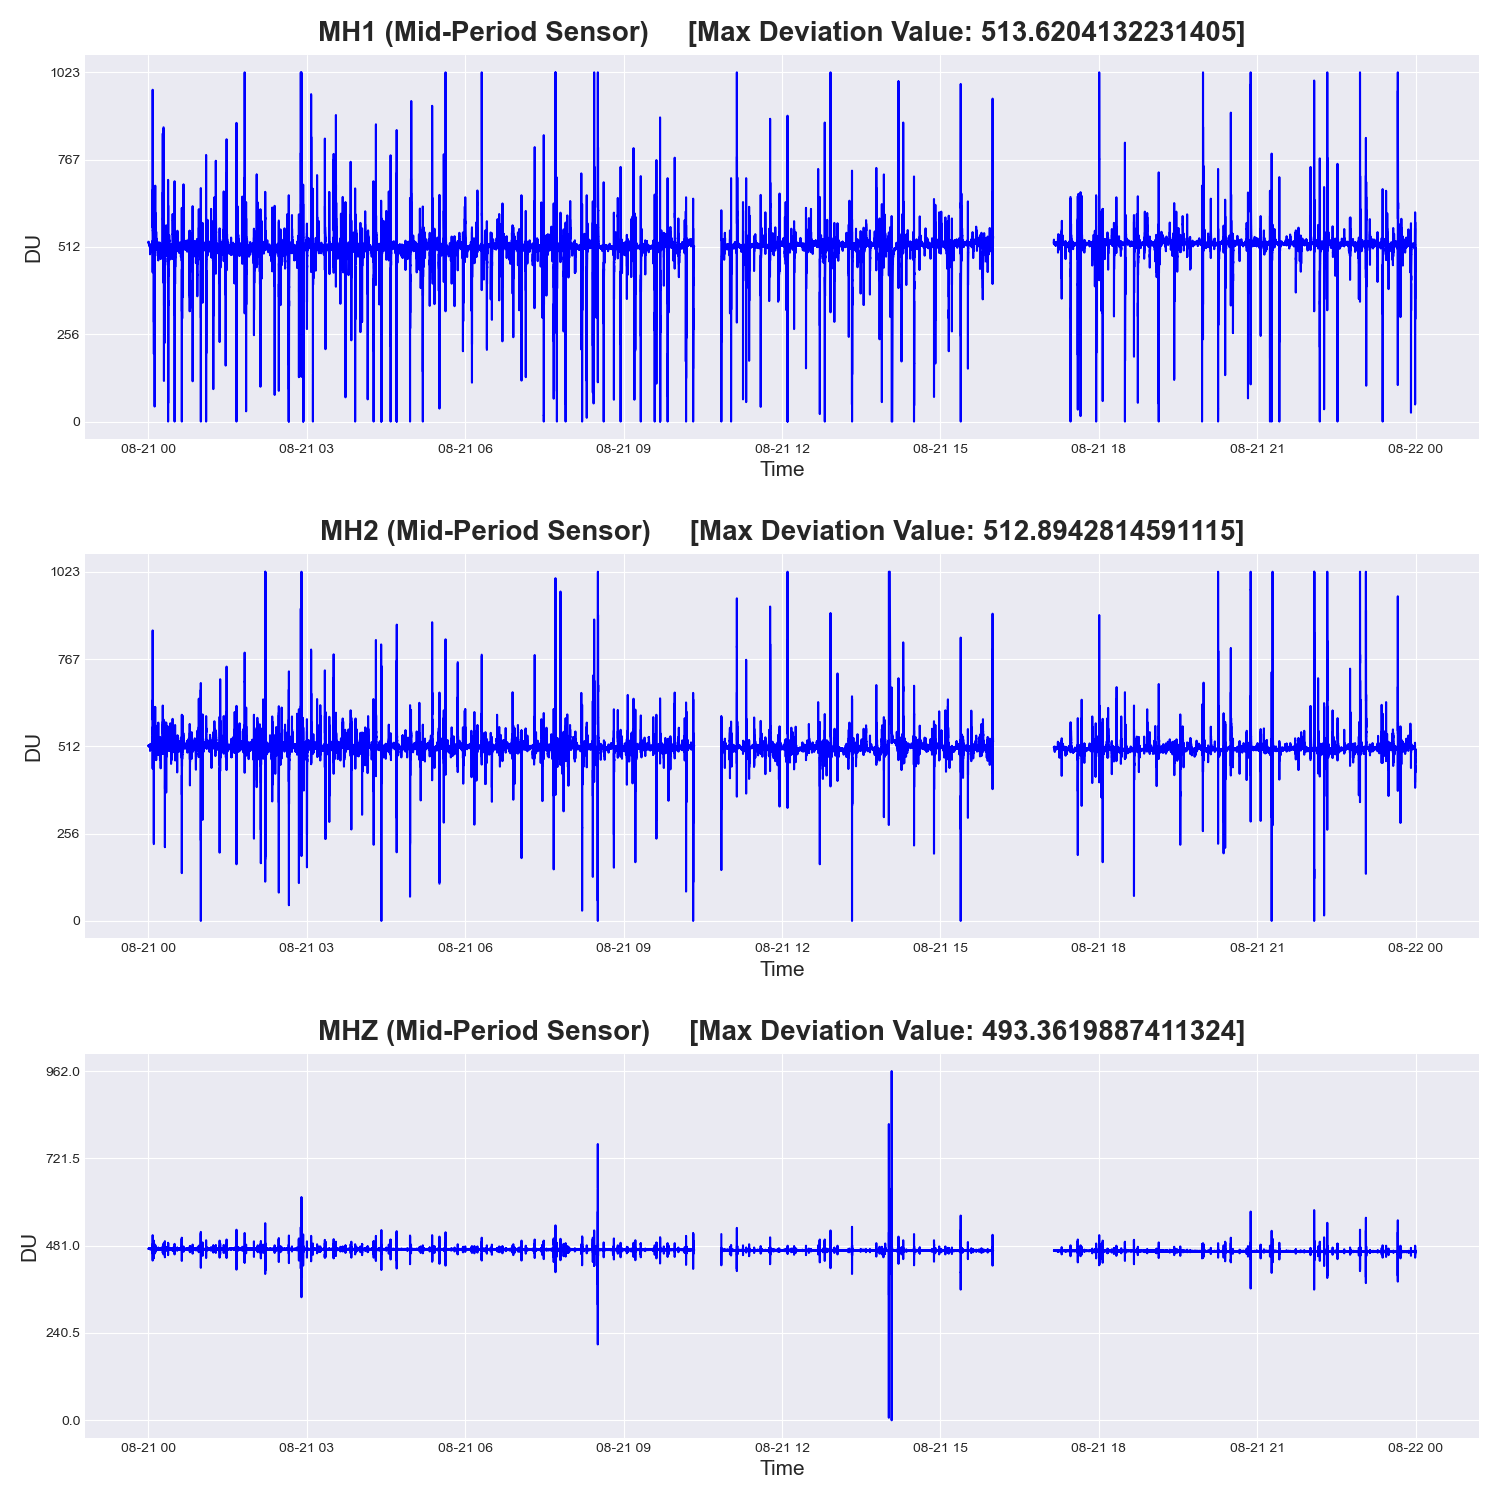 MH1 (Mid-Period Sensor) [Max Deviation Value: 513.6204132231405]
1023
767
512
256
0
DU
08-21 00 08-21 03 08-21 06 08-21 09 08-21 12 08-21 15 08-21 18 08-21 21 08-22 00
Time
MH2 (Mid-Period Sensor) [Max Deviation Value: 512.8942814591115]
1023
767
512
256
0
DU
08-21 00 08-21 03 08-21 06 08-21 09 08-21 12 08-21 15 08-21 18 08-21 21 08-22 00
Time
MHZ (Mid-Period Sensor) [Max Deviation Value: 493.3619887411324]
962.0
721.5
481.0
240.5
0.0
DU
08-21 00 08-21 03 08-21 06 08-21 09 08-21 12 08-21 15 08-21 18 08-21 21 08-22 00
Time